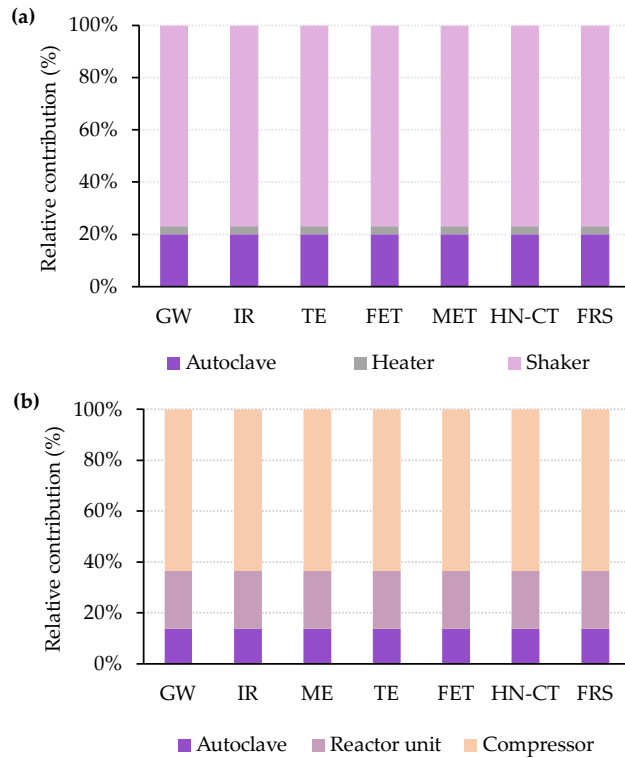 (a)
Relative contribution (%)
100%
80%
60%
40%
20%
0%
GW IR TE FET MET HN-CT FRS
Autoclave Heater Shaker
(b)
Relative contribution (%)
100%
80%
60%
40%
20%
0%
GW IR ME TE FET HN-CT FRS
Autoclave Reactor unit Compressor